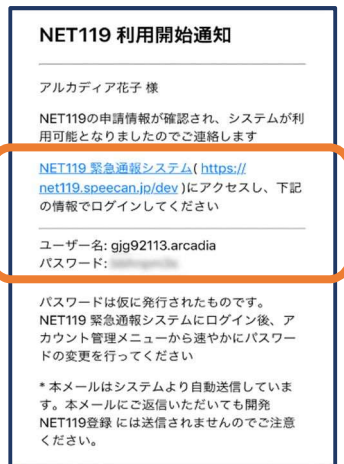 NET119 利用開始通知
アルカディア花子 様
NET119の申請情報が確認され、システムが利
用可能となりましたのでご連絡します
NET119 緊急通報システム( https://
net119.speecan.jp/dev )にアクセスし、下記
の情報でログインしてください
ユーザー名: gjg92113.arcadia
パスワード:
パスワードは仮に発行されたものです。
NET119 緊急通報システムにログイン後、ア
カウント管理メニューから速やかにパスワー
ドの変更を行ってください
* 本メールはシステムより自動送信していま
す。本メールにご返信いただいても開発
NET119登録 には送信されませんのでご注意
ください。